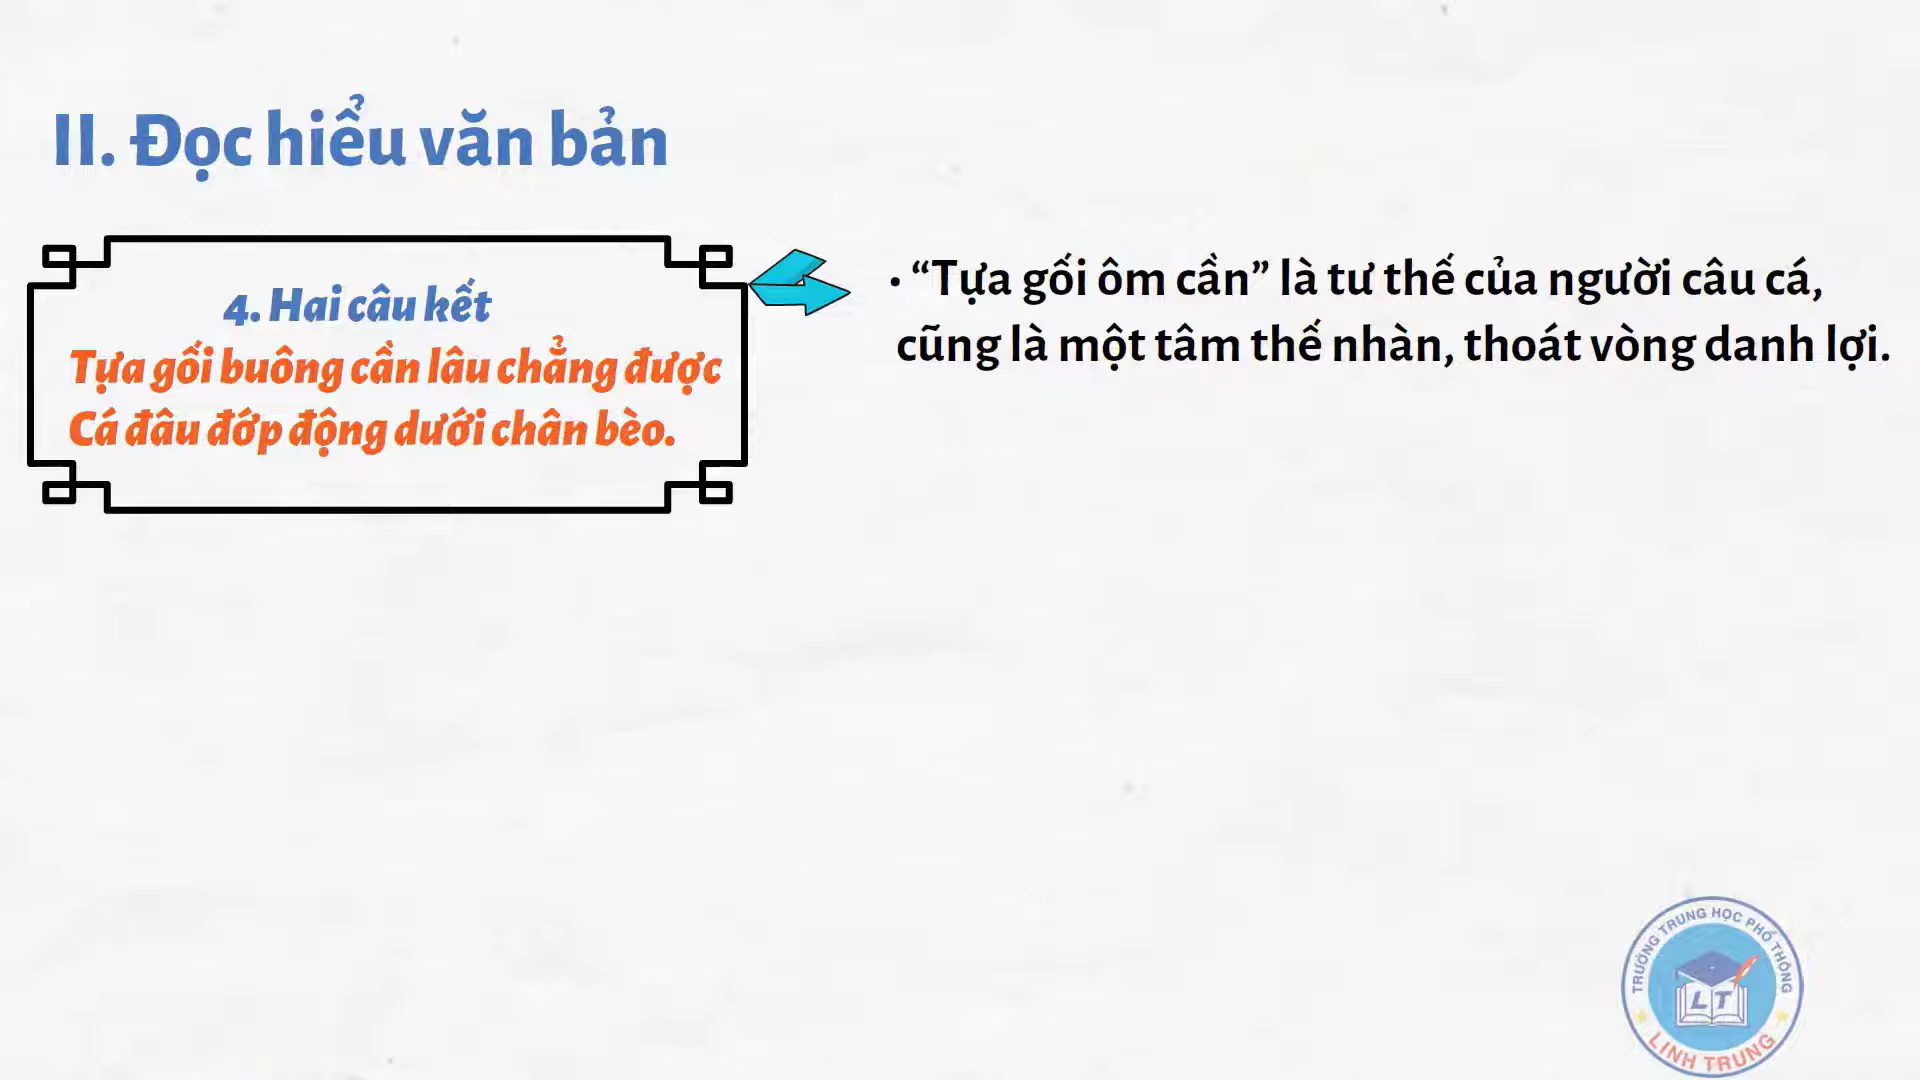 II. Đọc hiểu văn bản
4. Hai câu kết
Tựa gối buông cần lâu chẳng được
Cá đâu đớp động dưới chân bèo.
• “Tựa gối ôm cần” là tư thế của người câu cá,
cũng là một tâm thế nhàn, thoát vòng danh lợi.
TRƯỜNG TRUNG HỌC PHỔ THÔNG
LT
LINH TRUNG